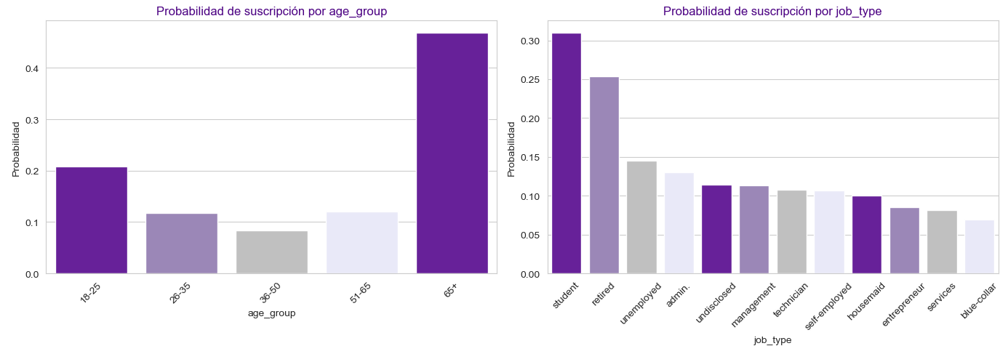 Probabilidad de suscripción por age_group
Probabilidad
0.4
0.3
0.2
0.1
0.0
18-25
26-35
36-50
51-65
65+
age_group
Probabilidad de suscripción por job_type
Probabilidad
0.30
0.25
0.20
0.15
0.10
0.05
0.00
student
retired
unemployed
admin.
undisclosed
management
technician
self-employed
housemaid
entrepreneur
services
blue-collar
job_type